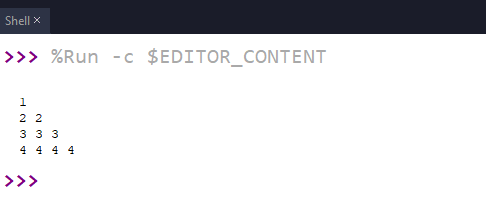 Shell ×
>>> %Run -c $EDITOR_CONTENT
1
2 2
3 3 3
4 4 4 4
>>>